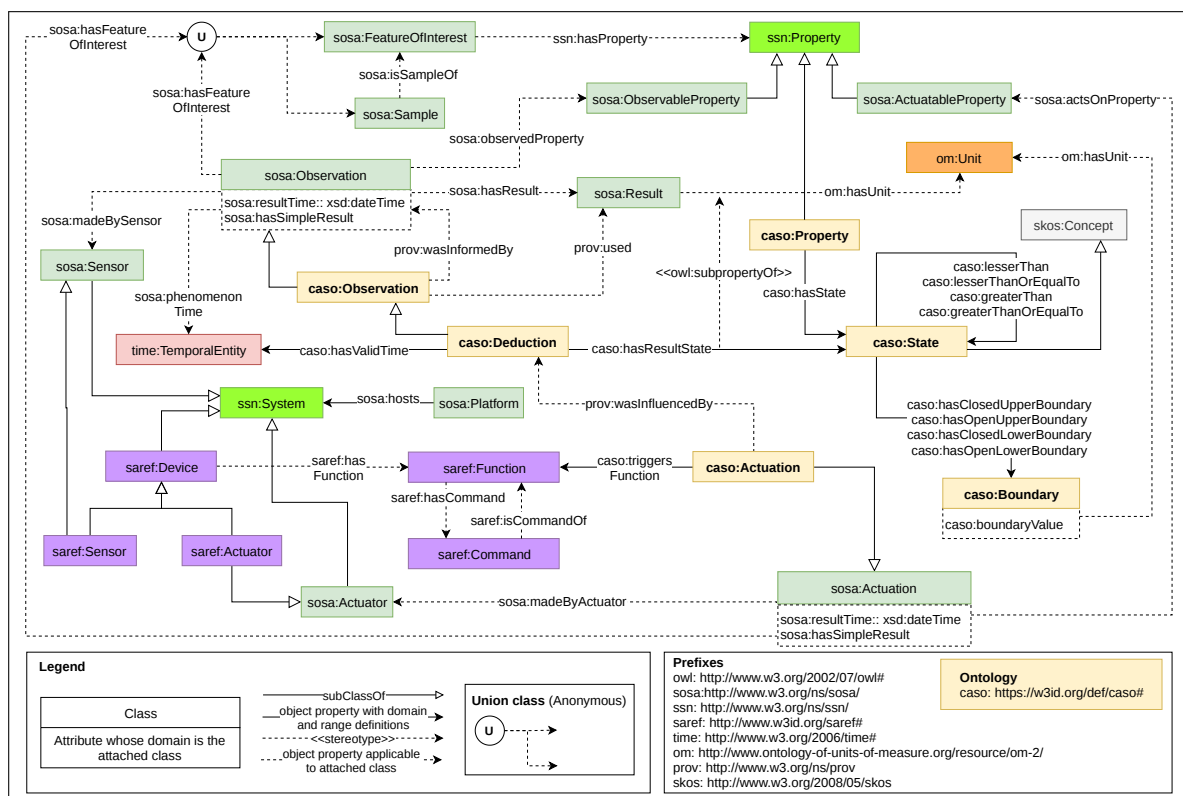 sosa:hasFeature
OfInterest
U
sosa:FeatureOfInterest
ssn:hasProperty
ssn:Property
sosa:isSampleOf
sosa:hasFeature
OfInterest
sosa:Sample
sosa:ObservableProperty
sosa:ActuatableProperty
sosa:actsOnProperty
sosa:observedProperty
sosa:Observation
om:Unit
om:hasUnit
sosa:resultTime:: xsd:dateTime
sosa:hasSimpleResult
sosa:hasResult
sosa:Result
om:hasUnit
sosa:madeBySensor
caso:Property
skos:Concept
prov:wasInformedBy
prov:used
sosa:Sensor
<<owl:subpropertyOf>>
caso:lesserThan
caso:lesserThanOrEqualTo
caso:greaterThan
caso:greaterThanOrEqualTo
caso:Observation
caso:hasState
sosa:phenomenon
Time
time:TemporalEntity
caso:hasValidTime
caso:Deduction
caso:hasResultState
caso:State
ssn:System
sosa:hosts
sosa:Platform
prov:wasInfluencedBy
caso:hasClosedUpperBoundary
caso:hasOpenUpperBoundary
caso:hasClosedLowerBoundary
caso:hasOpenLowerBoundary
saref:Device
saref:has
Function
saref:Function
caso:triggers
Function
caso:Actuation
saref:hasCommand
saref:isCommandOf
caso:Boundary
caso:boundaryValue
saref:Sensor
saref:Actuator
saref:Command
sosa:Actuator
sosa:madeByActuator
sosa:Actuation
sosa:resultTime:: xsd:dateTime
sosa:hasSimpleResult
Legend
Class
Attribute whose domain is the
attached class
subClassOf
object property with domain
and range definitions
<<stereotype>>
object property applicable
to attached class
Union class (Anonymous)
U
Prefixes
owl: http://www.w3.org/2002/07/owl#
sosa:http://www.w3.org/ns/sosa/
ssn: http://www.w3.org/ns/ssn/
saref: http://www.w3id.org/saref#
time: http://www.w3.org/2006/time#
om: http://www.ontology-of-units-of-measure.org/resource/om-2/
prov: http://www.w3.org/ns/prov
skos: http://www.w3.org/2008/05/skos
Ontology
caso: https://w3id.org/def/caso#